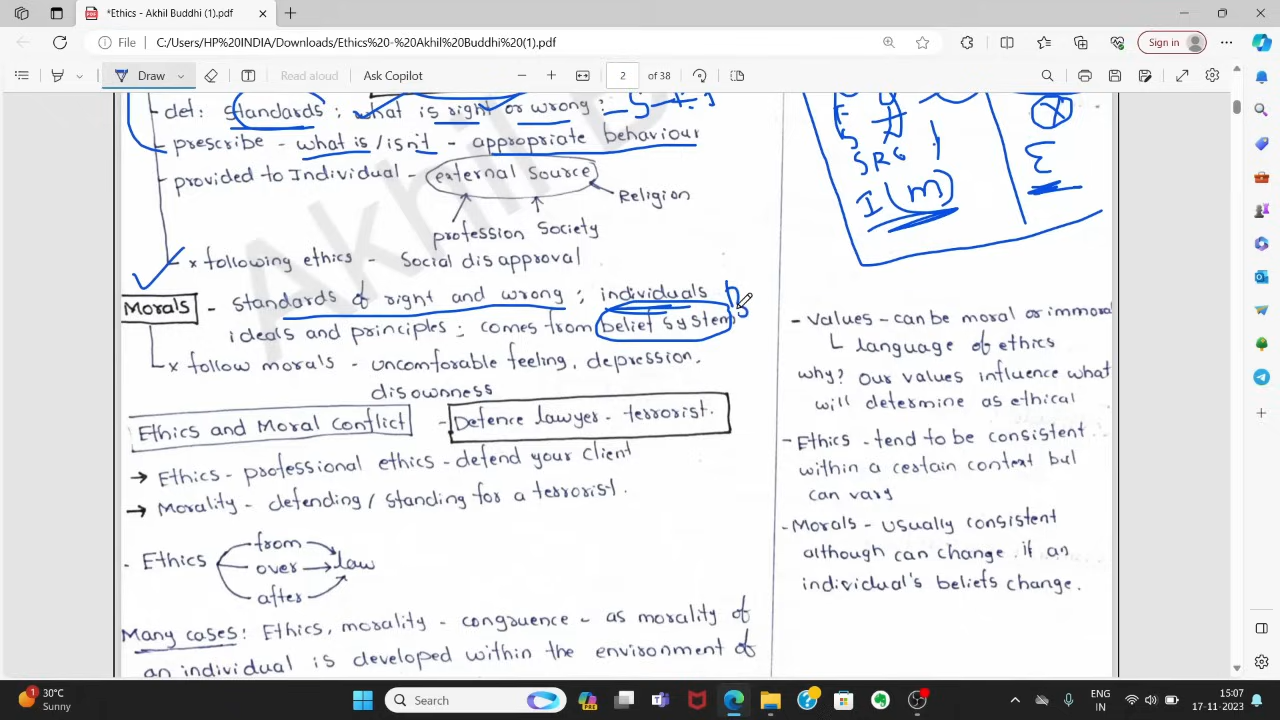 *Ethics - Akhil Buddhi (1).pdf
File C:/Users/HP%20INDIA/Downloads/Ethics%20-%20Akhil%20Buddhi%20(1).pdf
Sign in
Draw
Read aloud
Ask Copilot
2 of 38
def: standards ; what is right or wrong ;
prescribe - what is / isn't - appropriate behaviour
provided to Individual - external source
Religion
profession Society
x following ethics - Social disapproval
Morals - standards of right and wrong ; individuals
ideals and principles ; comes from belief system
x follow morals - uncomforable feeling, depression,
disowness
Ethics and Moral Conflict - Defence lawyer - terrorist.
→ Ethics - professional ethics - defend your client
→ Morality - defending / standing for a terrorist.
from
- Ethics over → law
after
Many cases: Ethics, morality - congruence - as morality of
an individual is developed within the environment of
SRG
I (m)
- Values - can be moral or immora
language of ethics
why? Our values influence what
will determine as ethical
- Ethics - tend to be consistent
within a certain context but
can vary
- Morals - usually consistent
although can change if an
individual's beliefs change.
Akhil B
30°C
Sunny
Search
ENG
IN
15:07
17-11-2023